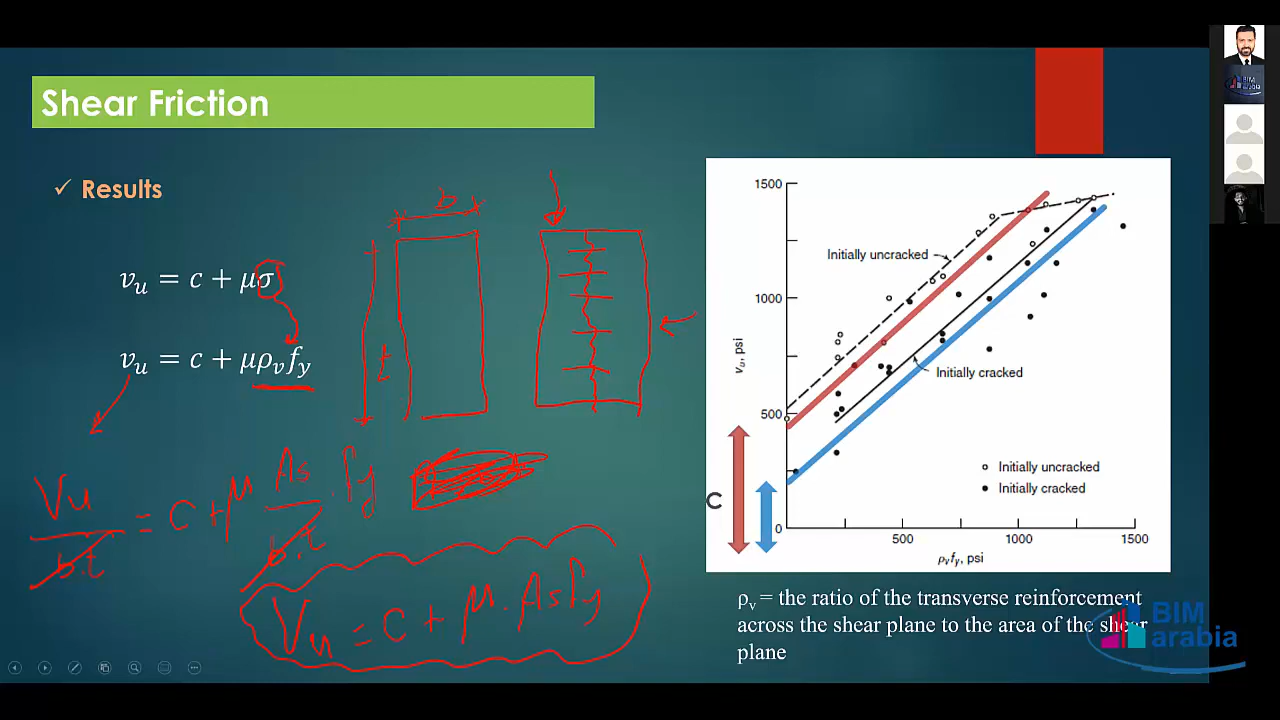 Shear Friction
✓ Results
v_u = c + μσ
v_u = c + μρ_v f_y
b
t
Vu/b.t = C + μ As/b.t . fy
Vu = C + μ. As fy
1500
1000
500
0
v_u, psi
Initially uncracked
Initially cracked
Initially uncracked
Initially cracked
C
500
1000
1500
ρ_v f_y, psi
ρ_v = the ratio of the transverse reinforcement
across the shear plane to the area of the shear
plane
BIM
arabia
BIM
arabia